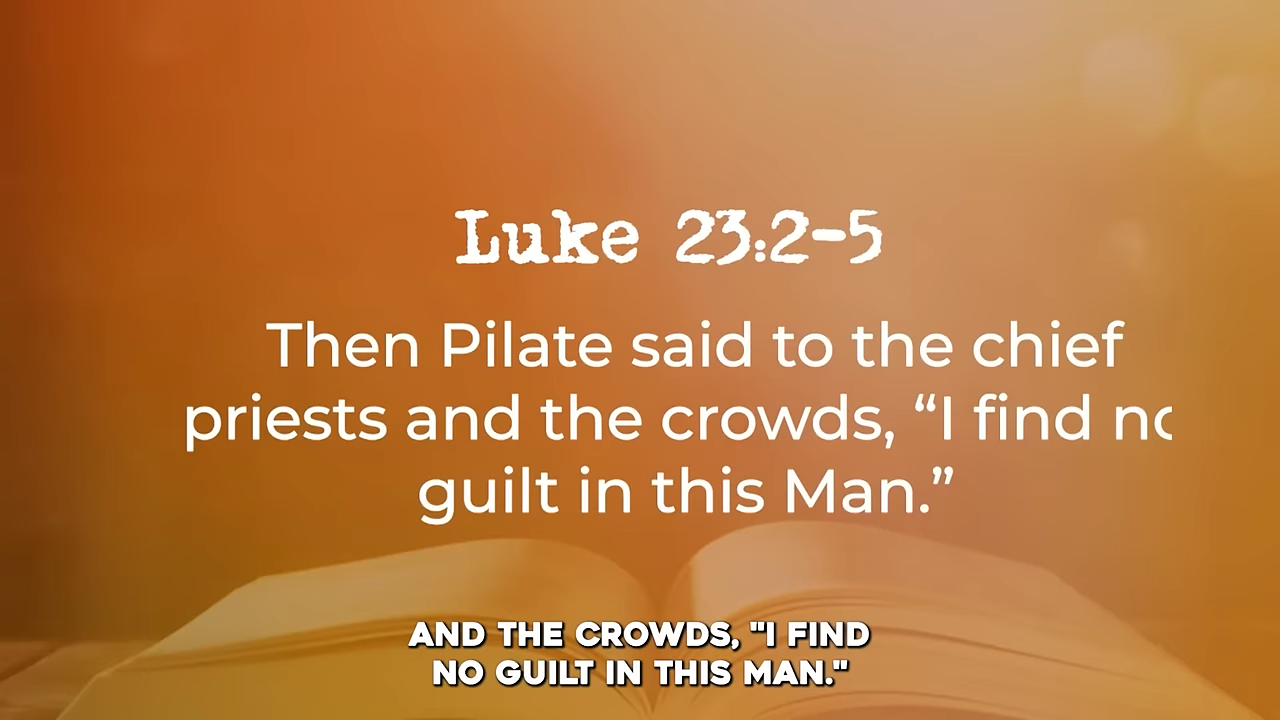 Luke 23:2-5
Then Pilate said to the chief
priests and the crowds, “I find no
guilt in this Man.”
AND THE CROWDS, "I FIND
NO GUILT IN THIS MAN."